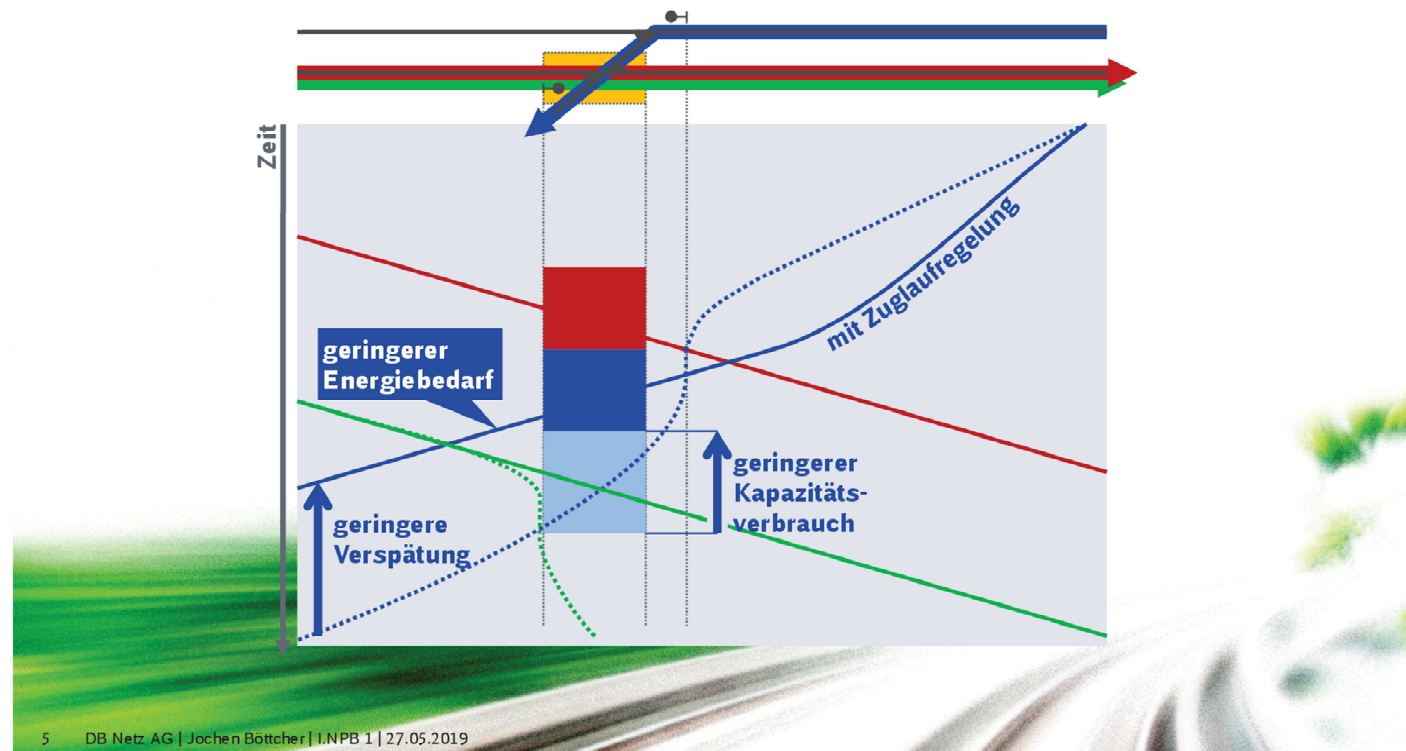 Zeit
mit Zuglaufregelung
geringerer
Energiebedarf
geringerer
Kapazitäts-
verbrauch
geringere
Verspätung
5 DB Netz AG | Jochen Böttcher | I.NPB 1 | 27.05.2019